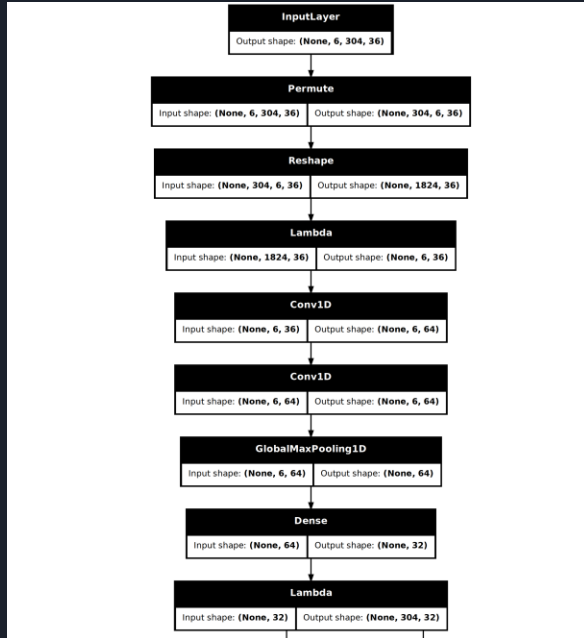 InputLayer
Output shape: (None, 6, 304, 36)
Permute
Input shape: (None, 6, 304, 36) Output shape: (None, 304, 6, 36)
Reshape
Input shape: (None, 304, 6, 36) Output shape: (None, 1824, 36)
Lambda
Input shape: (None, 1824, 36) Output shape: (None, 6, 36)
Conv1D
Input shape: (None, 6, 36) Output shape: (None, 6, 64)
Conv1D
Input shape: (None, 6, 64) Output shape: (None, 6, 64)
GlobalMaxPooling1D
Input shape: (None, 6, 64) Output shape: (None, 64)
Dense
Input shape: (None, 64) Output shape: (None, 32)
Lambda
Input shape: (None, 32) Output shape: (None, 304, 32)